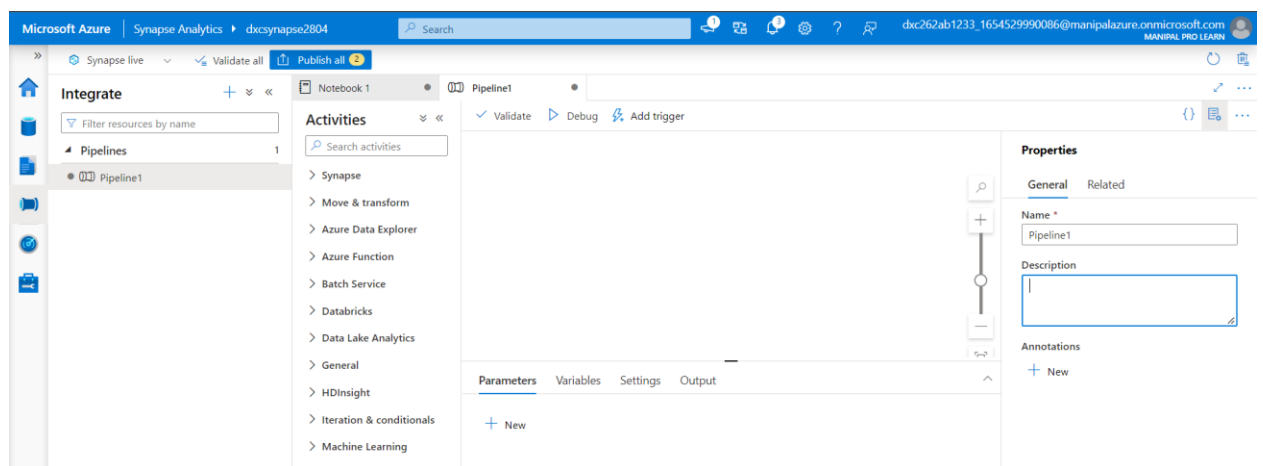 Microsoft Azure Synapse Analytics dxcsynapse2804 Search dxc262ab1233_1654529990086@manipalazure.onmicrosoft.com
MANIPAL PRO LEARN
Synapse live Validate all Publish all 2
Integrate
Filter resources by name
Pipelines 1
Pipeline1
Notebook 1 Pipeline1
Activities
Search activities
Synapse
Move & transform
Azure Data Explorer
Azure Function
Batch Service
Databricks
Data Lake Analytics
General
HDInsight
Iteration & conditionals
Machine Learning
Validate Debug Add trigger
Parameters Variables Settings Output
New
Properties
General Related
Name *
Pipeline1
Description
Annotations
New